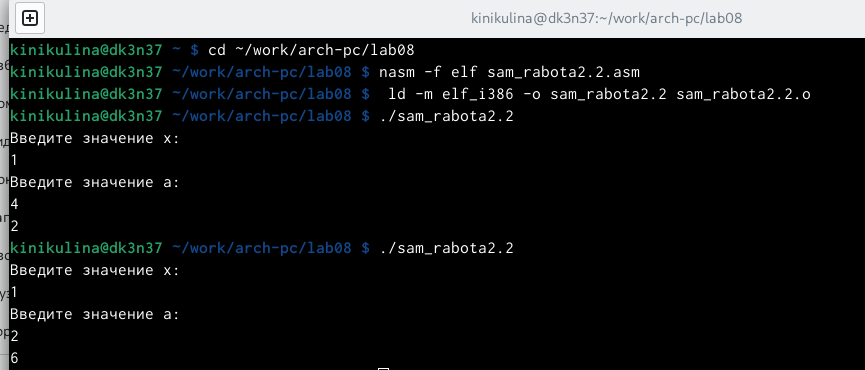 kinikulina@dk3n37:~/work/arch-pc/lab08
kinikulina@dk3n37 ~ $ cd ~/work/arch-pc/lab08
kinikulina@dk3n37 ~/work/arch-pc/lab08 $ nasm -f elf sam_rabota2.2.asm
kinikulina@dk3n37 ~/work/arch-pc/lab08 $  ld -m elf_i386 -o sam_rabota2.2 sam_rabota2.2.o
kinikulina@dk3n37 ~/work/arch-pc/lab08 $ ./sam_rabota2.2
Введите значение x:
1
Введите значение a:
4
2
kinikulina@dk3n37 ~/work/arch-pc/lab08 $ ./sam_rabota2.2
Введите значение x:
1
Введите значение a:
2
6